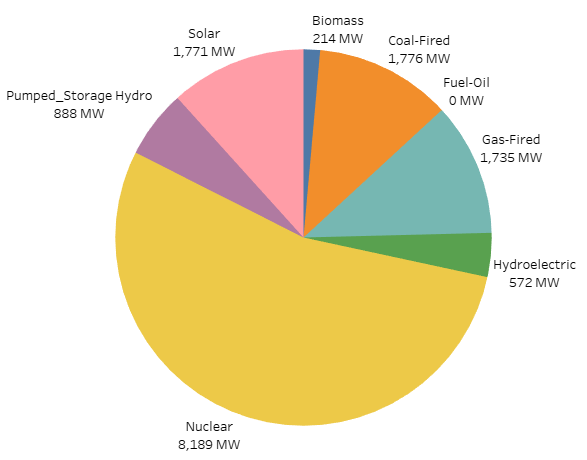 Biomass
214 MW
Coal-Fired
1,776 MW
Fuel-Oil
0 MW
Gas-Fired
1,735 MW
Hydroelectric
572 MW
Nuclear
8,189 MW
Pumped_Storage Hydro
888 MW
Solar
1,771 MW